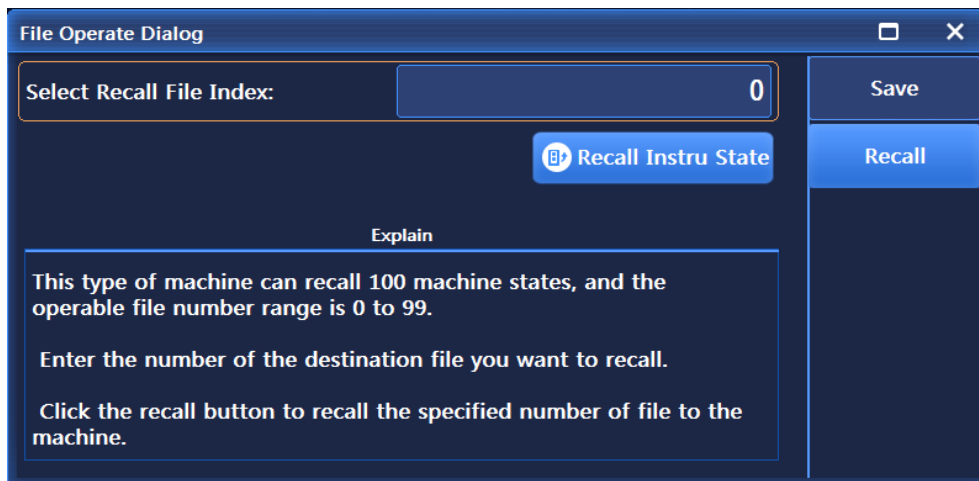 File Operate Dialog
Select Recall File Index:
0
Save
Recall Instru State
Recall
Explain
This type of machine can recall 100 machine states, and the
operable file number range is 0 to 99.
Enter the number of the destination file you want to recall.
Click the recall button to recall the specified number of file to the
machine.